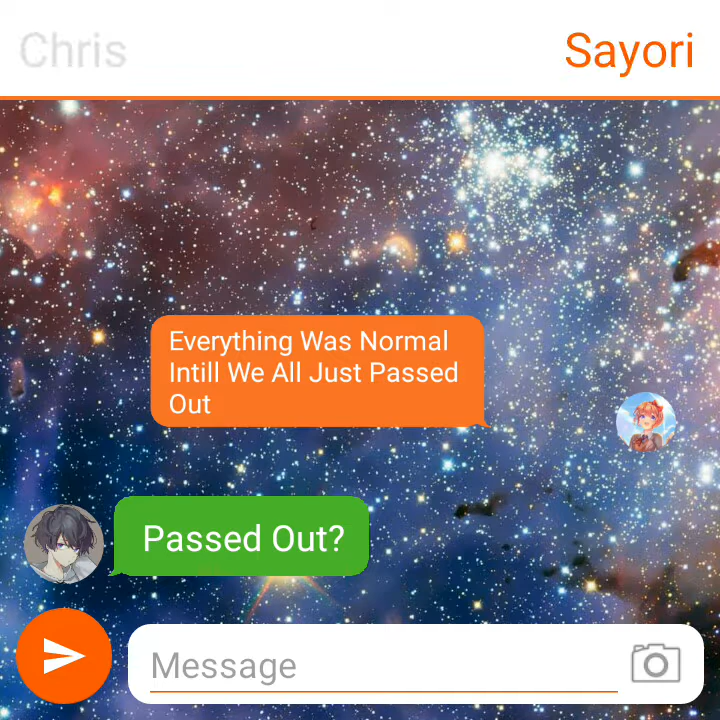 Chris
Sayori
Everything Was Normal
Intill We All Just Passed
Out
Passed Out?
Message